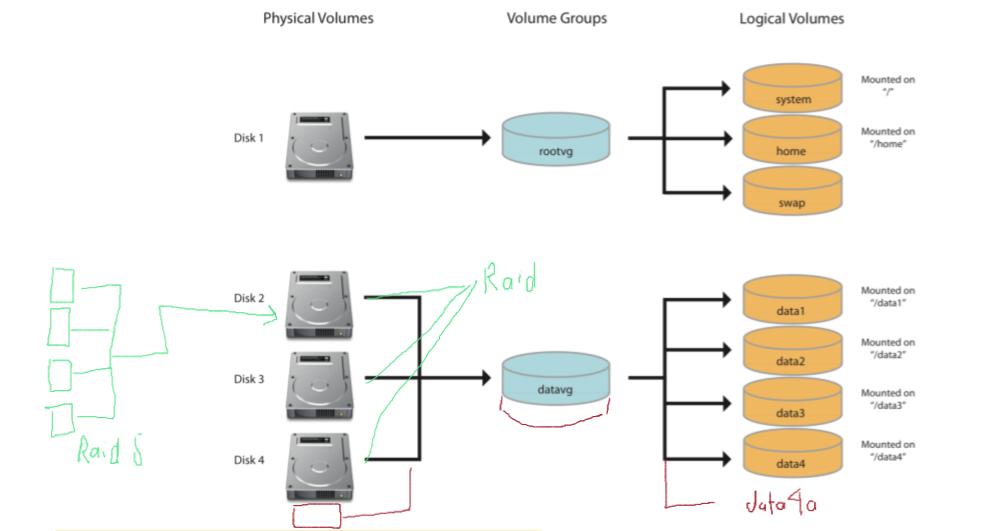 Physical Volumes
Volume Groups
Logical Volumes
Disk 1
rootvg
system
Mounted on
"/"
home
Mounted on
"/home"
swap
Raid
Disk 2
Disk 3
Disk 4
Raid 5
datavg
data1
Mounted on
"/data1"
data2
Mounted on
"/data2"
data3
Mounted on
"/data3"
data4
Mounted on
"/data4"
data4a